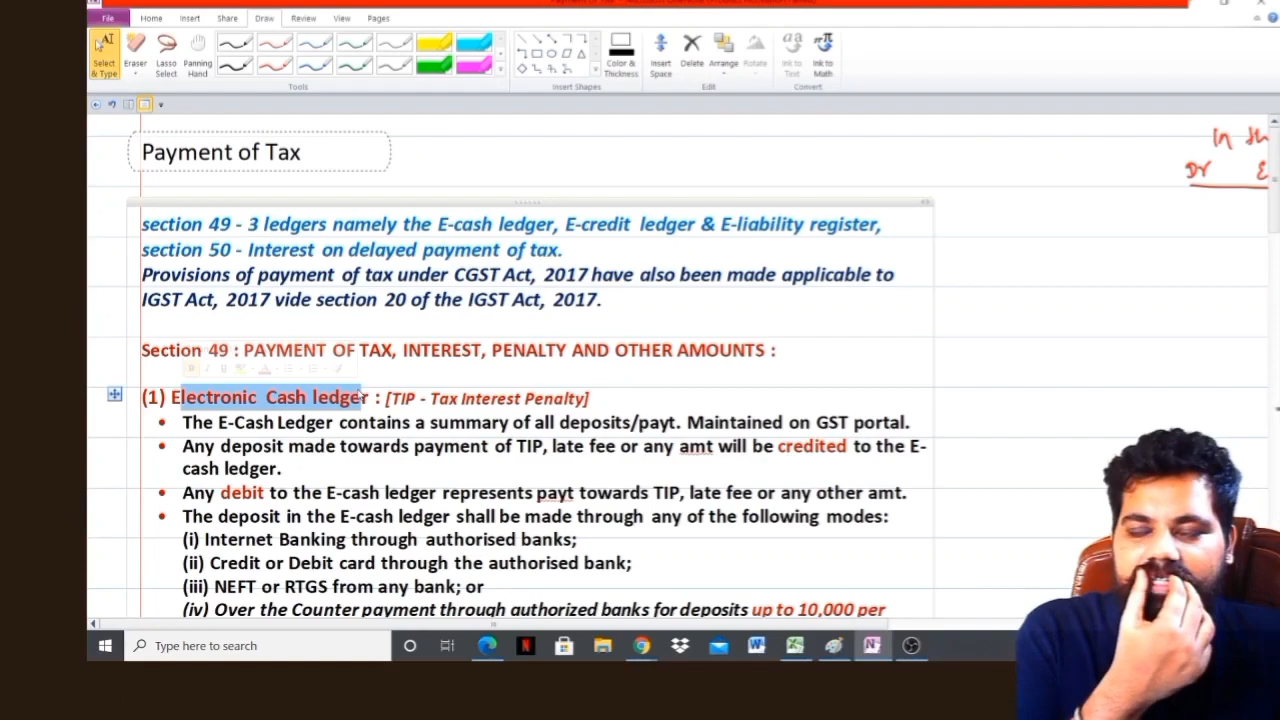 File Home Insert Share Draw Review View Pages
Select & Type
Eraser
Lasso Select
Panning Hand
Color & Thickness
Insert Space
Delete
Arrange
Rotate
Ink to Text
Ink to Math
Tools
Insert Shapes
Edit
Convert
In th
Dr E
Payment of Tax
section 49 - 3 ledgers namely the E-cash ledger, E-credit ledger & E-liability register,
section 50 - Interest on delayed payment of tax.
Provisions of payment of tax under CGST Act, 2017 have also been made applicable to
IGST Act, 2017 vide section 20 of the IGST Act, 2017.
Section 49 : PAYMENT OF TAX, INTEREST, PENALTY AND OTHER AMOUNTS :
(1) Electronic Cash ledger : [TIP - Tax Interest Penalty]
• The E-Cash Ledger contains a summary of all deposits/payt. Maintained on GST portal.
• Any deposit made towards payment of TIP, late fee or any amt will be credited to the E-
cash ledger.
• Any debit to the E-cash ledger represents payt towards TIP, late fee or any other amt.
• The deposit in the E-cash ledger shall be made through any of the following modes:
(i) Internet Banking through authorised banks;
(ii) Credit or Debit card through the authorised bank;
(iii) NEFT or RTGS from any bank; or
(iv) Over the Counter payment through authorized banks for deposits up to 10,000 per
Type here to search